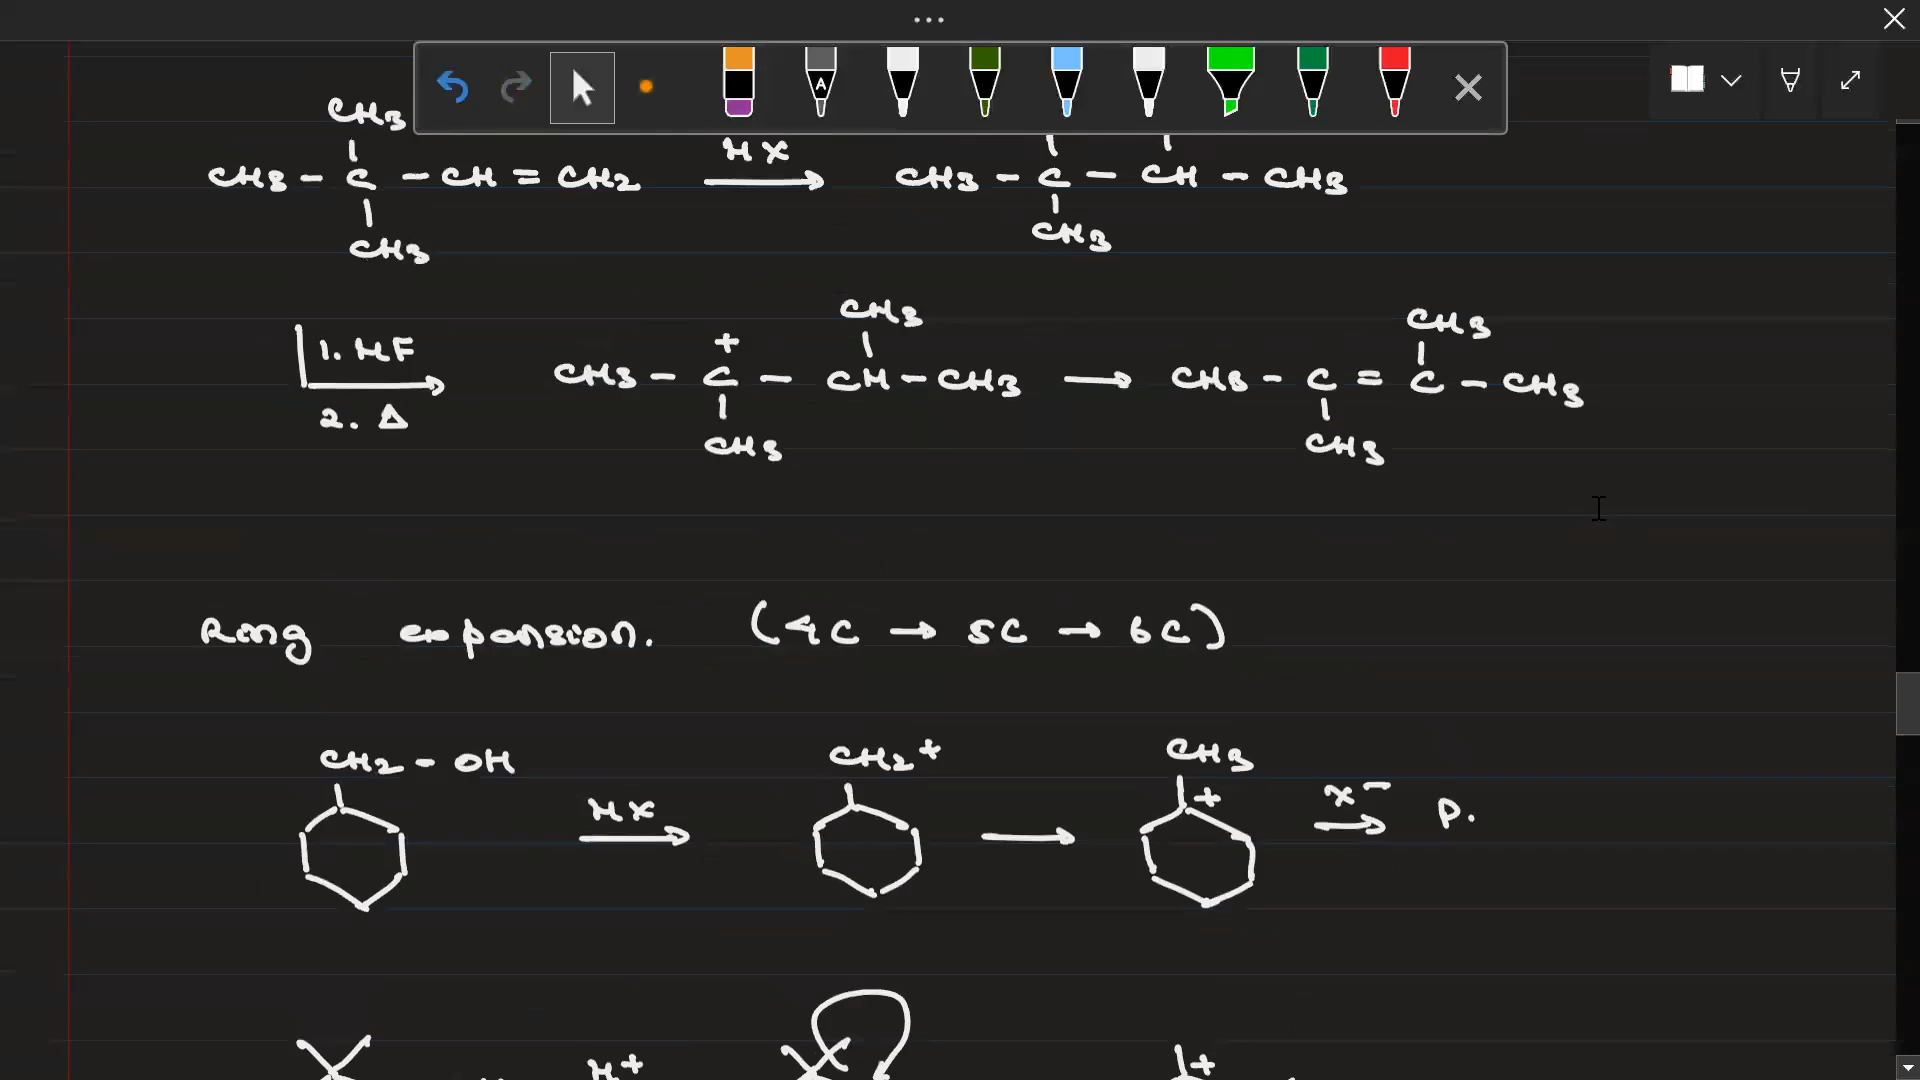 CH3
HX
CH3 - C - CH = CH2 → CH3 - C - CH - CH3
CH3 CH3
CH3 CH3
1. HF + 
CH3 - C - CH - CH3 → CH3 - C = C - CH3
2. Δ
CH3 CH3
Ring expansion. (4C → 5C → 6C)
CH2 - OH CH2+ CH3
HX → → + X⁻ → P.
H+ +